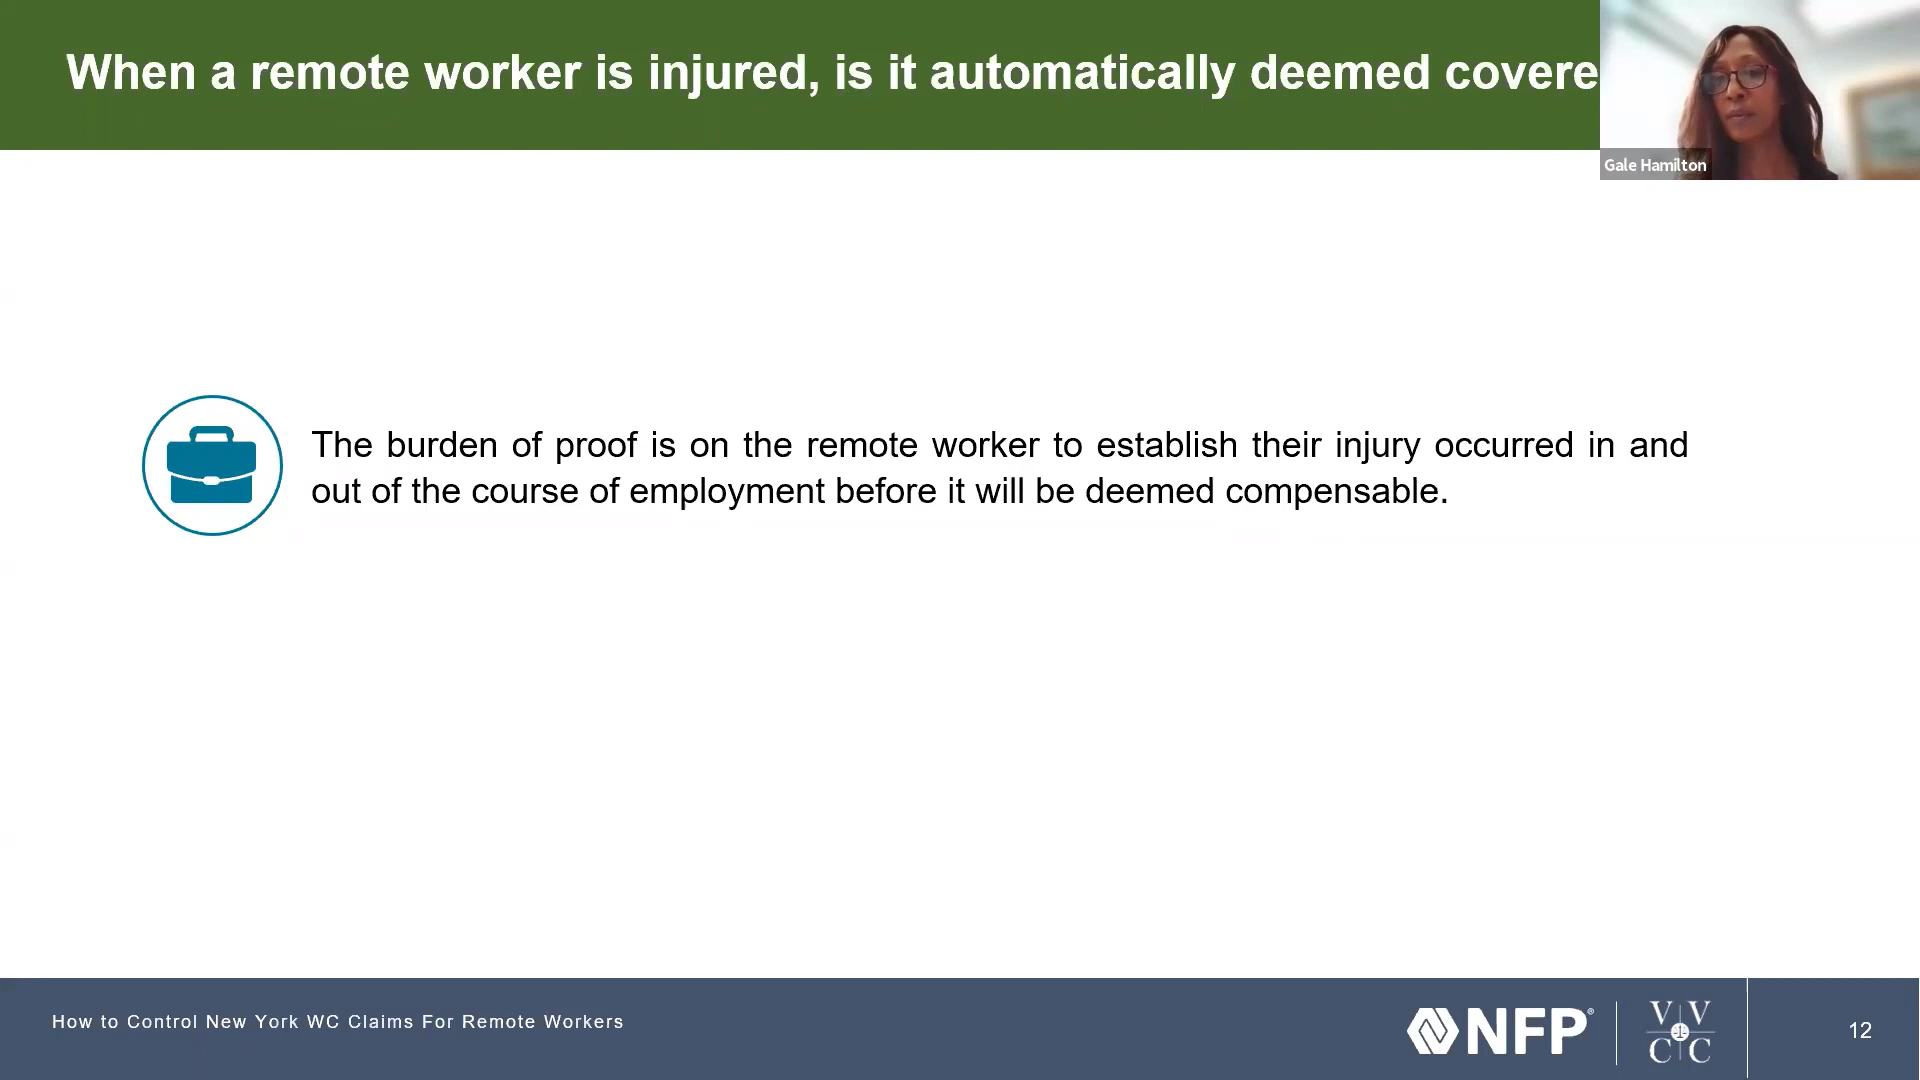 When a remote worker is injured, is it automatically deemed covere
Gale Hamilton
The burden of proof is on the remote worker to establish their injury occurred in and
out of the course of employment before it will be deemed compensable.
How to Control New York WC Claims For Remote Workers
NFP®
V V
C C
12